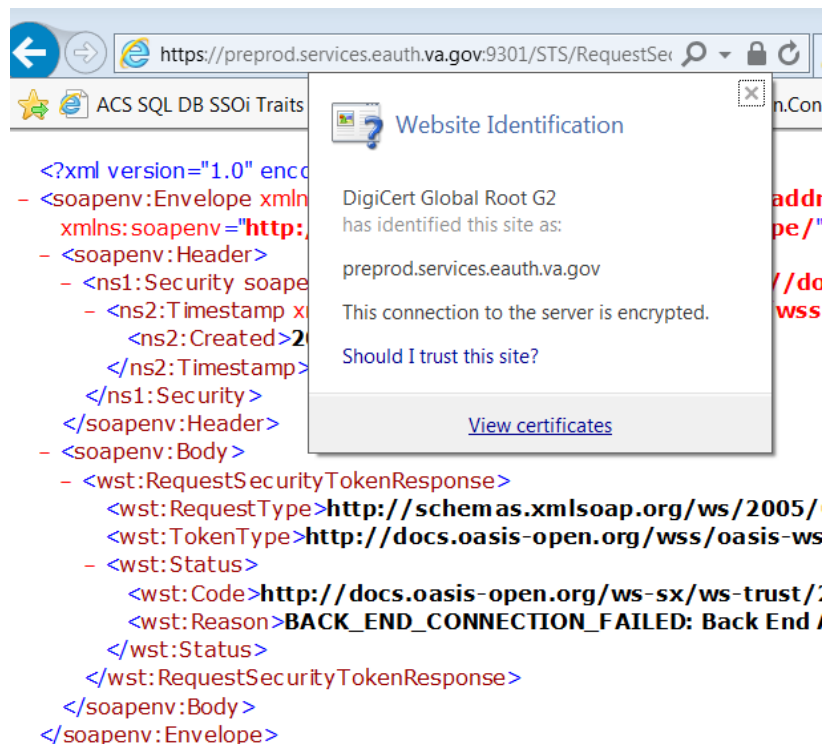 https://preprod.services.eauth.va.gov:9301/STS/RequestSec
ACS SQL DB SSOi Traits
n.Con
Website Identification
DigiCert Global Root G2
has identified this site as:
preprod.services.eauth.va.gov
This connection to the server is encrypted.
Should I trust this site?
View certificates
<?xml version="1.0" enco
- <soapenv:Envelope xmln addr
xmlns:soapenv="http:/ pe/"
- <soapenv:Header>
- <ns1:Security soape //do
- <ns2:Timestamp x wss
<ns2:Created>20
</ns2:Timestamp>
</ns1:Security>
</soapenv:Header>
- <soapenv:Body>
- <wst:RequestSecurityTokenResponse>
<wst:RequestType>http://schemas.xmlsoap.org/ws/2005/
<wst:TokenType>http://docs.oasis-open.org/wss/oasis-ws
- <wst:Status>
<wst:Code>http://docs.oasis-open.org/ws-sx/ws-trust/2
<wst:Reason>BACK_END_CONNECTION_FAILED: Back End A
</wst:Status>
</wst:RequestSecurityTokenResponse>
</soapenv:Body>
</soapenv:Envelope>